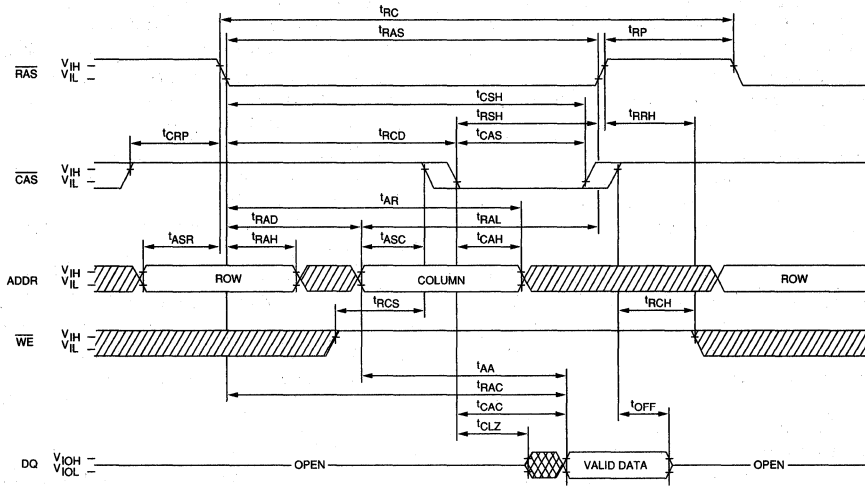 tRC
tRAS
tRP
RAS
VIH
VIL
tCSH
tRSH
tRRH
tCRP
tRCD
tCAS
CAS
VIH
VIL
tAR
tRAD
tRAL
tASR
tRAH
tASC
tCAH
ADDR
VIH
VIL
ROW
COLUMN
ROW
tRCS
tRCH
WE
VIH
VIL
tAA
tRAC
tCAC
tOFF
tCLZ
DQ
VIOH
VIOL
OPEN
VALID DATA
OPEN